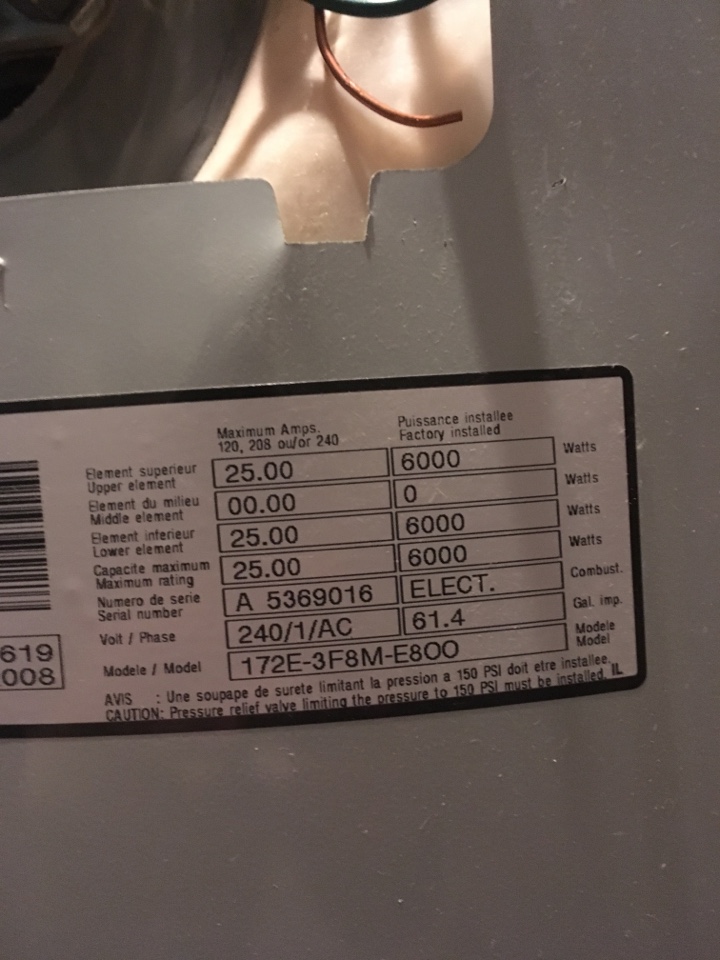 Maximum Amps.
120, 208 ou/or 240
Puissance installee
Factory installed
Element superieur
Upper element
25.00
6000
Watts
Element du milieu
Middle element
00.00
0
Watts
Element interieur
Lower element
25.00
6000
Watts
Capacite maximum
Maximum rating
25.00
6000
Watts
Numero de serie
Serial number
A 5369016
ELECT.
Combust.
Volt / Phase
240/1/AC
61.4
Gal. imp.
Modele / Model
172E-3F8M-E8OO
Modele
Model
619
008
AVIS : Une soupape de surete limitant la pression a 150 PSI doit etre installee.
CAUTION: Pressure relief valve limiting the pressure to 150 PSI must be installed. IL